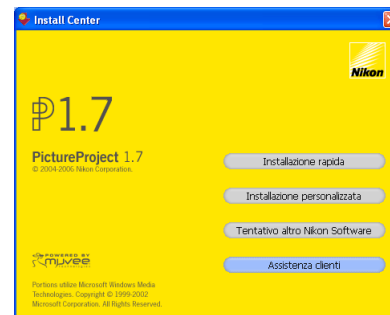 Install Center
Nikon
P1.7
PictureProject 1.7
© 2004-2006 Nikon Corporation.
Installazione rapida
Installazione personalizzata
Tentativo altro Nikon Software
Assistenza clienti
POWERED BY
muvee
Portions utilize Microsoft Windows Media
Technologies. Copyright © 1999-2002
Microsoft Corporation. All Rights Reserved.